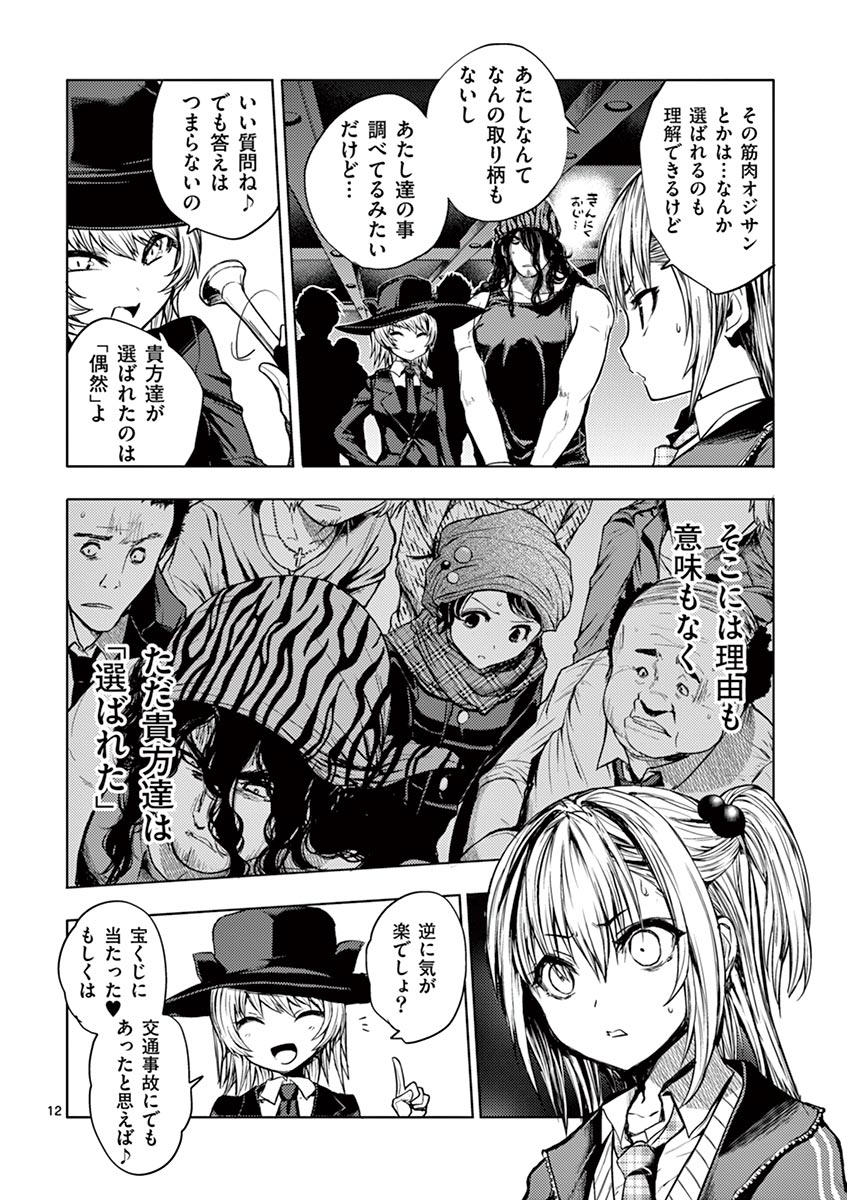 その筋肉オジサン
とかは…なんか
選ばれるのも
理解できるけど
きんにく
おじ…
あたしなんて
なんの取り柄も
ないし
あたし達の事
調べてるみたい
だけど…
いい質問ね♪
でも答えは
つまらないの
貴方達が
選ばれたのは
「偶然」よ
そこには理由も
意味もなく
ただ貴方達は
「選ばれた」
逆に気が
楽でしょ?
宝くじに
当たった♥
もしくは
交通事故にでも
あったと思えば♪
12